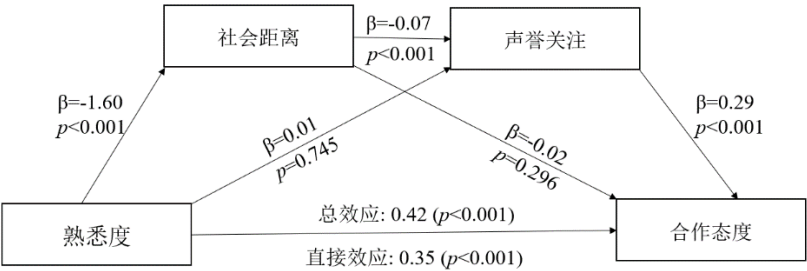 社会距离
β=-0.07
p<0.001
声誉关注
β=-1.60
p<0.001
β=0.01
p=0.745
β=-0.02
p=0.296
β=0.29
p<0.001
熟悉度
总效应: 0.42 (p<0.001)
直接效应: 0.35 (p<0.001)
合作态度